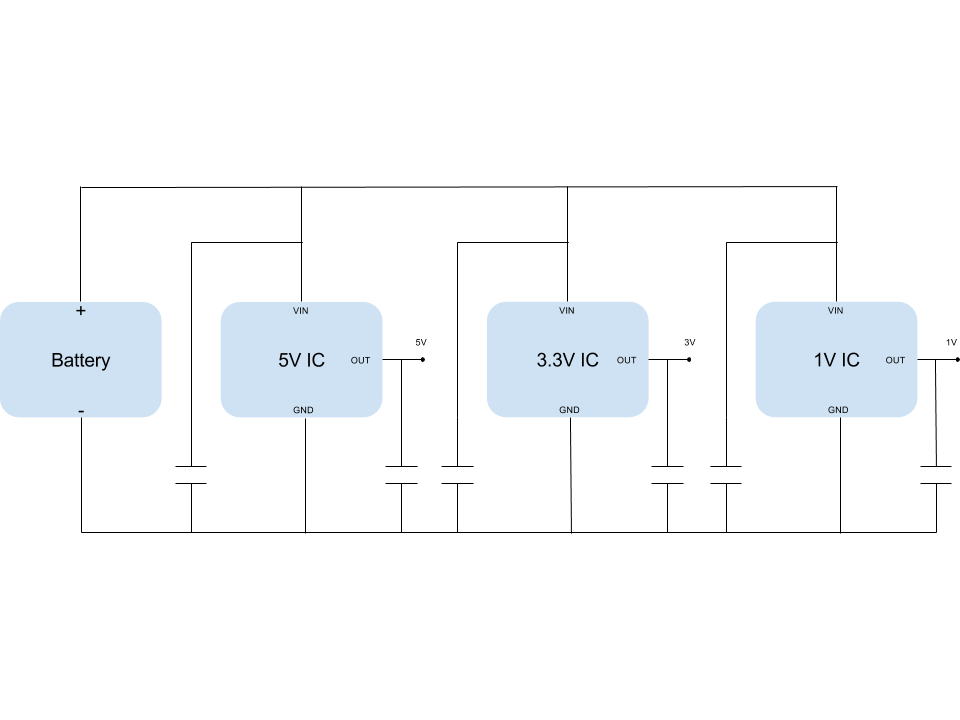 +
Battery
-
VIN
5V IC
OUT
GND
5V
VIN
3.3V IC
OUT
GND
3V
VIN
1V IC
OUT
GND
1V